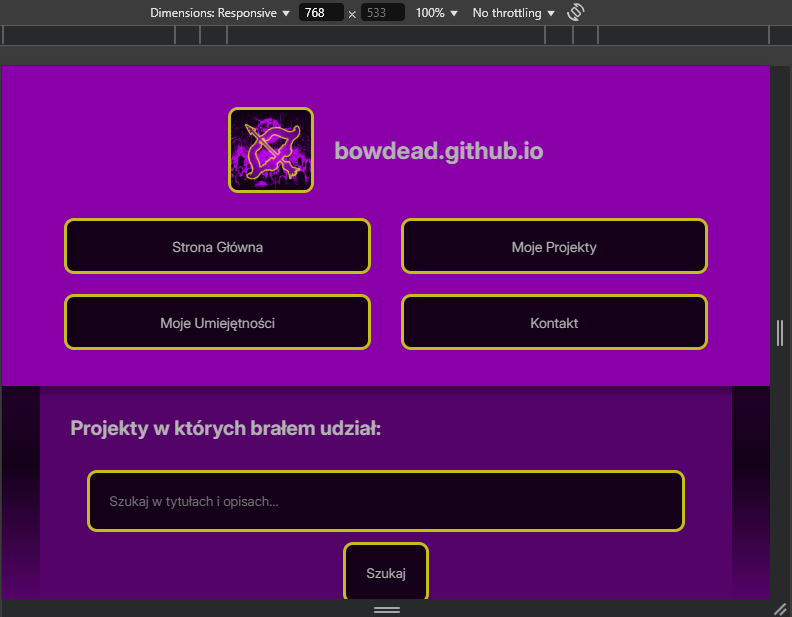 Dimensions: Responsive 768 × 533 100% No throttling
bowdead.github.io
Strona Główna Moje Projekty
Moje Umiejętności Kontakt
Projekty w których brałem udział:
Szukaj w tytułach i opisach...
Szukaj